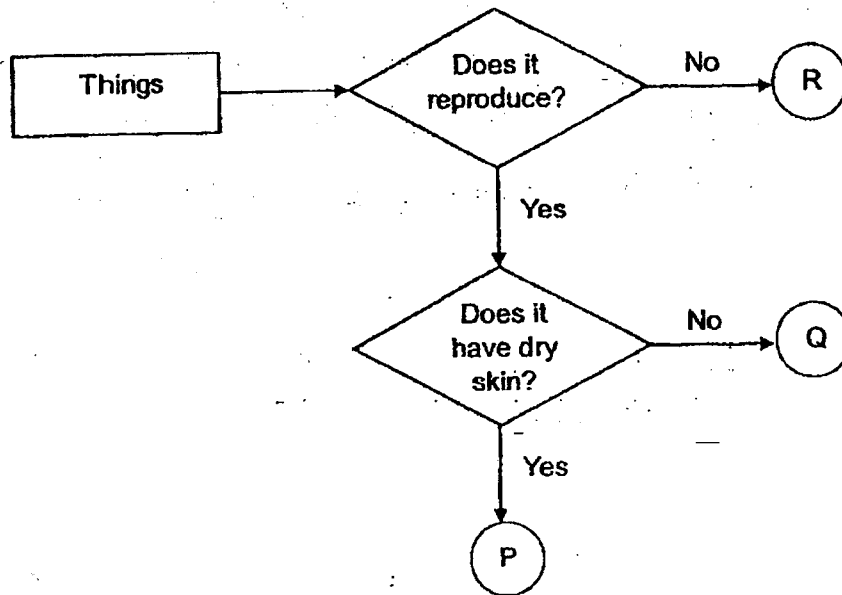 Things
Does it
reproduce?
No
R
Yes
Does it
have dry
skin?
No
Q
Yes
P